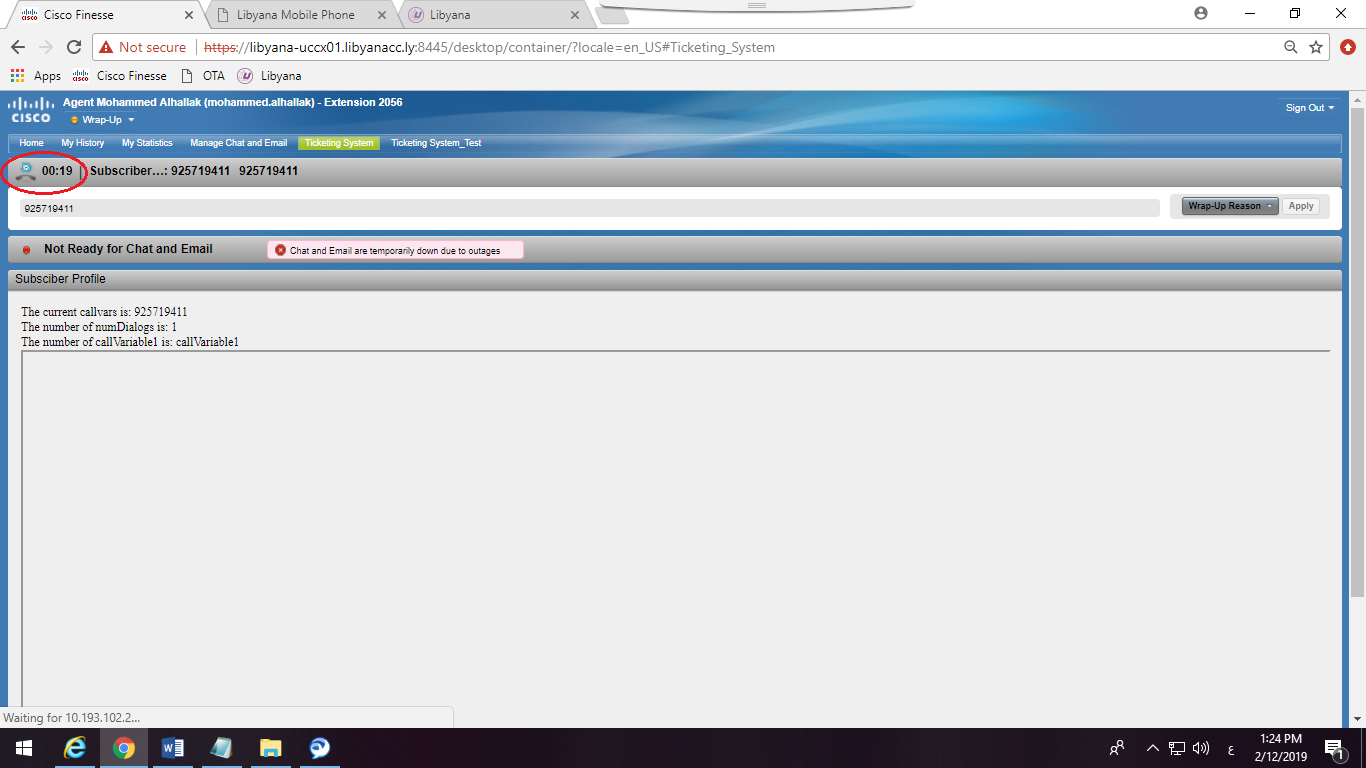 Cisco Finesse
Libyana Mobile Phone
Libyana
Not secure https://libyana-uccx01.libyanacc.ly:8445/desktop/container/?locale=en_US#Ticketing_System
Apps Cisco Finesse OTA Libyana
Agent Mohammed Alhallak (mohammed.alhallak) - Extension 2056
CISCO
Wrap-Up
Sign Out
Home My History My Statistics Manage Chat and Email Ticketing System Ticketing System_Test
00:19 | Subscriber...: 925719411 925719411
925719411
Wrap-Up Reason Apply
Not Ready for Chat and Email
Chat and Email are temporarily down due to outages
Subsciber Profile
The current callvars is: 925719411
The number of numDialogs is: 1
The number of callVariable1 is: callVariable1
Waiting for 10.193.102.2...
ع
1:24 PM
2/12/2019
1